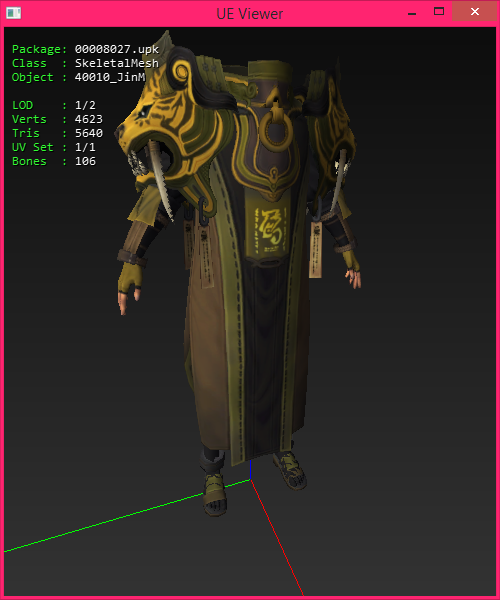 UE Viewer
Package: 00008027.upk
Class : SkeletalMesh
Object : 40010_JinM
LOD : 1/2
Verts : 4623
Tris : 5640
UV Set : 1/1
Bones : 106